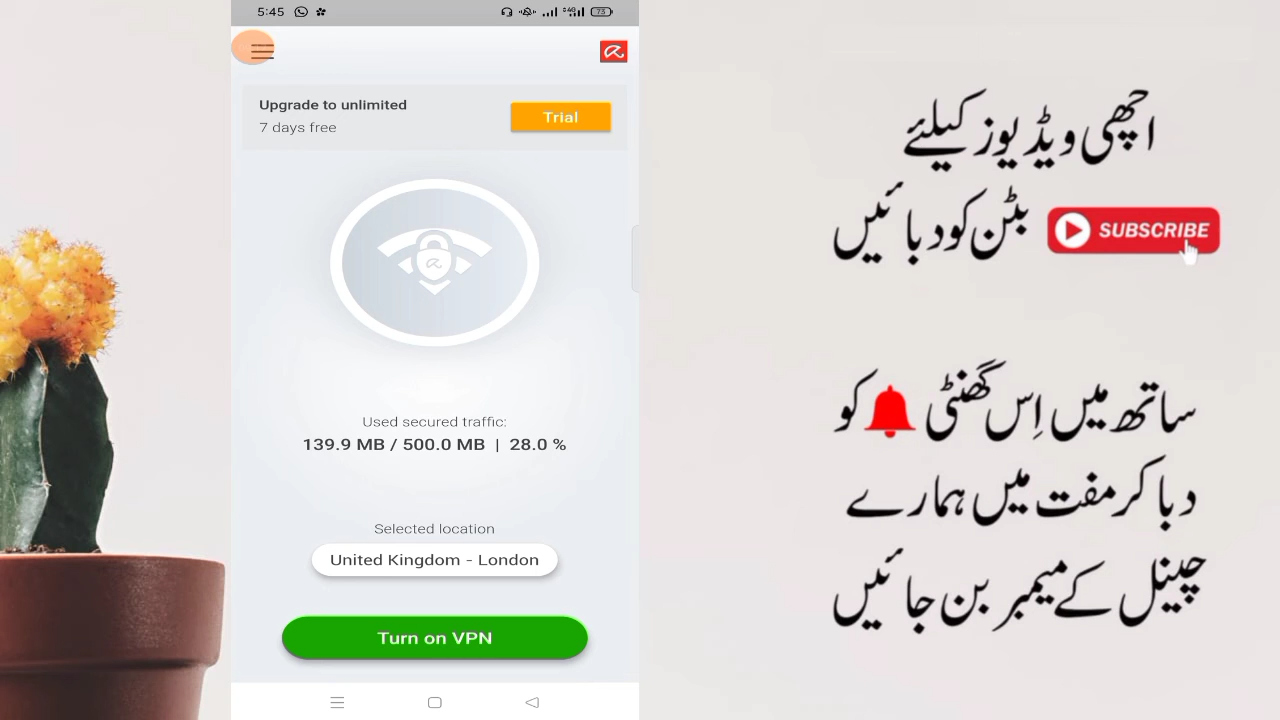 5:45
75
Upgrade to unlimited
7 days free
Trial
Used secured traffic:
139.9 MB / 500.0 MB | 28.0 %
Selected location
United Kingdom - London
Turn on VPN
اچھی ویڈیوز کیلئے
SUBSCRIBE بٹن کو دبائیں
ساتھ میں اِس گھنٹی کو
دبا کر مفت میں ہمارے
چینل کے میمبر بن جائیں